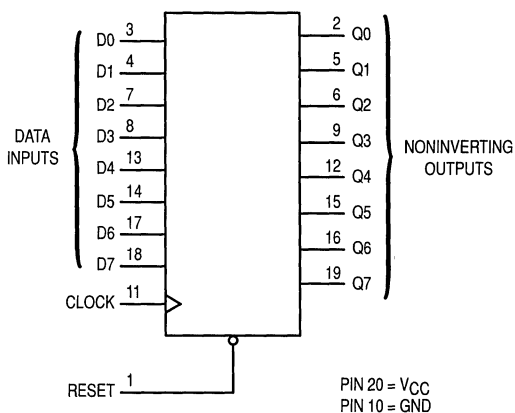 DATA
INPUTS
D0 3
D1 4
D2 7
D3 8
D4 13
D5 14
D6 17
D7 18
CLOCK 11
RESET 1
2 Q0
5 Q1
6 Q2
9 Q3
12 Q4
15 Q5
16 Q6
19 Q7
NONINVERTING
OUTPUTS
PIN 20 = VCC
PIN 10 = GND